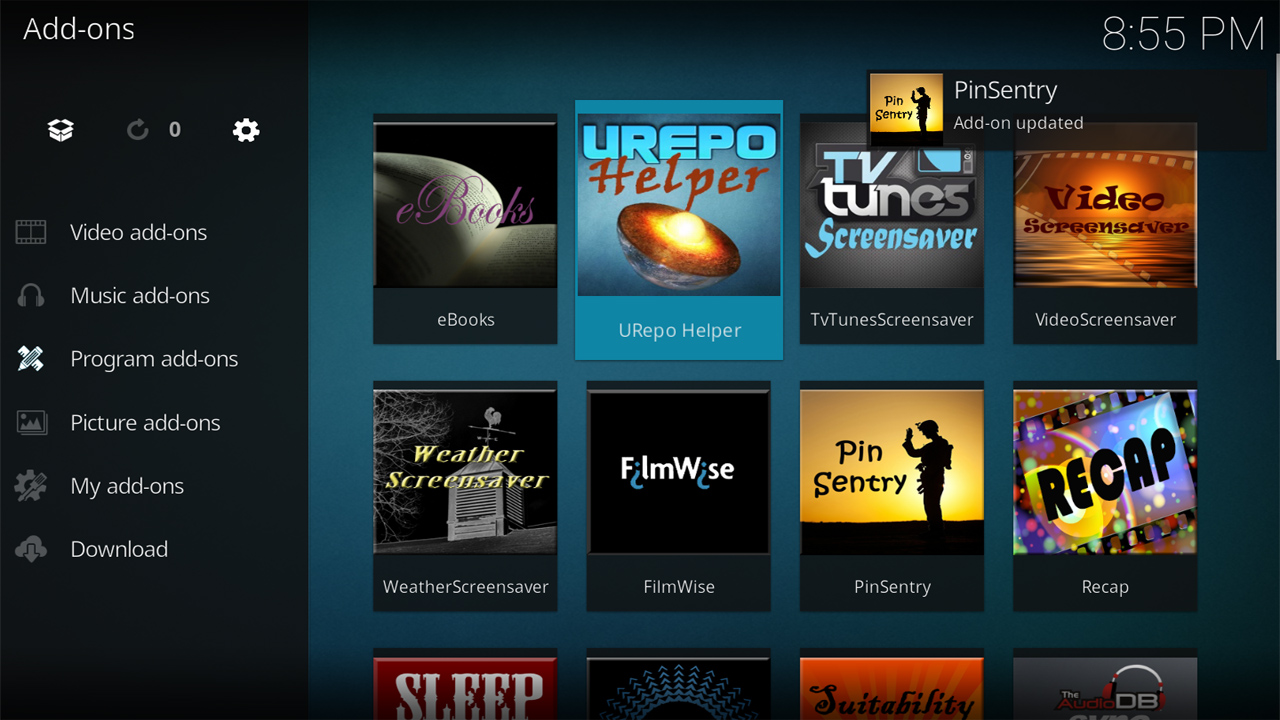 Add-ons
8:55 PM
PinSentry
Add-on updated
Pin
Sentry
0
Video add-ons
Music add-ons
Program add-ons
Picture add-ons
My add-ons
Download
eBooks
eBooks
UREPO
Helper
URepo Helper
TV
tunes
Screensaver
TvTunesScreensaver
Video
Screensaver
VideoScreensaver
Weather
Screensaver
WeatherScreensaver
FilmWise
FilmWise
Pin
Sentry
PinSentry
RECAP
Recap
SLEEP
Suitability
The
AudioDB